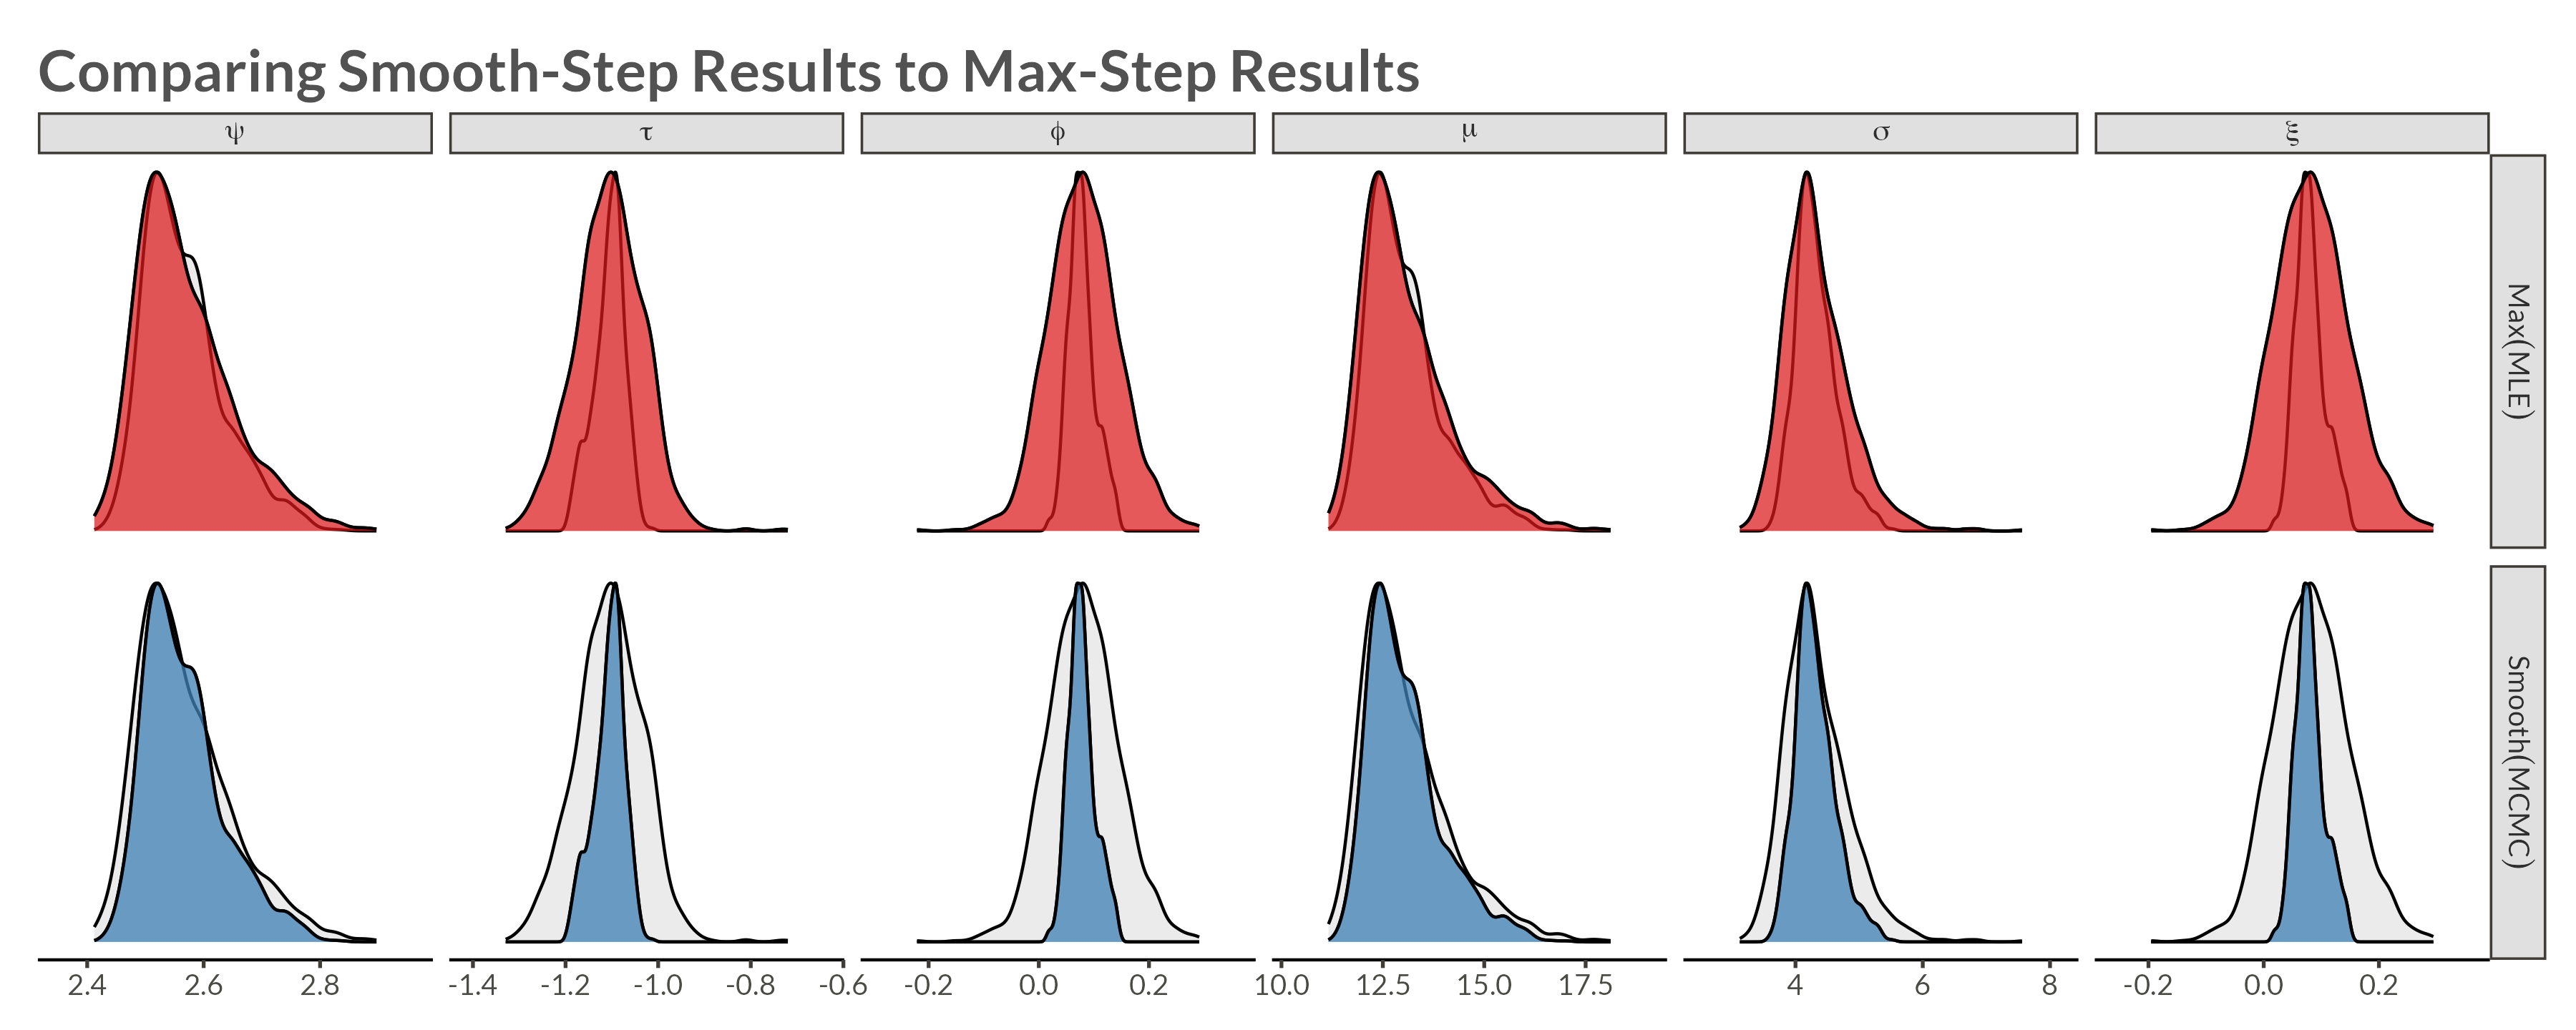 Comparing Smooth-Step Results to Max-Step Results
ψ τ ϕ μ σ ξ
Max(MLE)
Smooth(MCMC)
2.4 2.6 2.8 -1.4 -1.2 -1.0 -0.8 -0.6 -0.2 0.0 0.2 10.0 12.5 15.0 17.5 4 6 8 -0.2 0.0 0.2